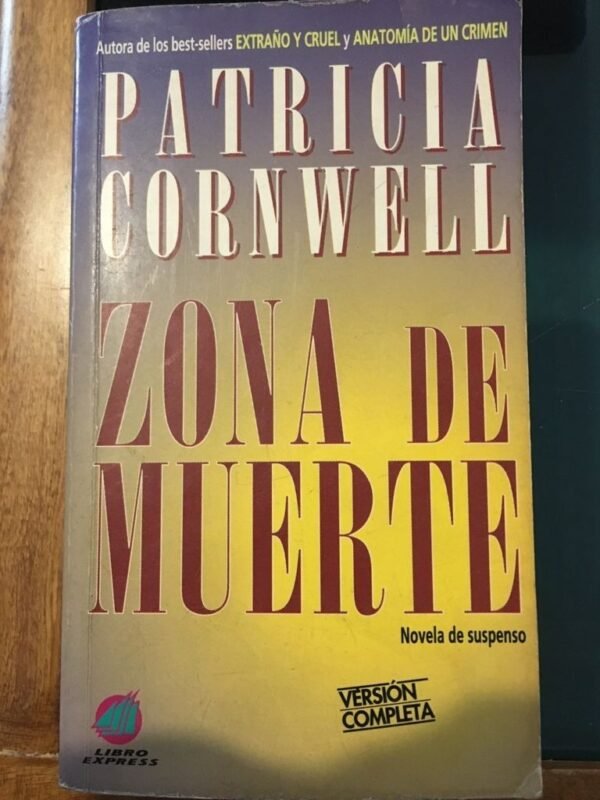 Autora de los best-sellers EXTRAÑO Y CRUEL y ANATOMÍA DE UN CRIMEN
PATRICIA
CORNWELL
ZONA DE
MUERTE
Novela de suspenso
VERSIÓN
COMPLETA
LIBRO
EXPRESS